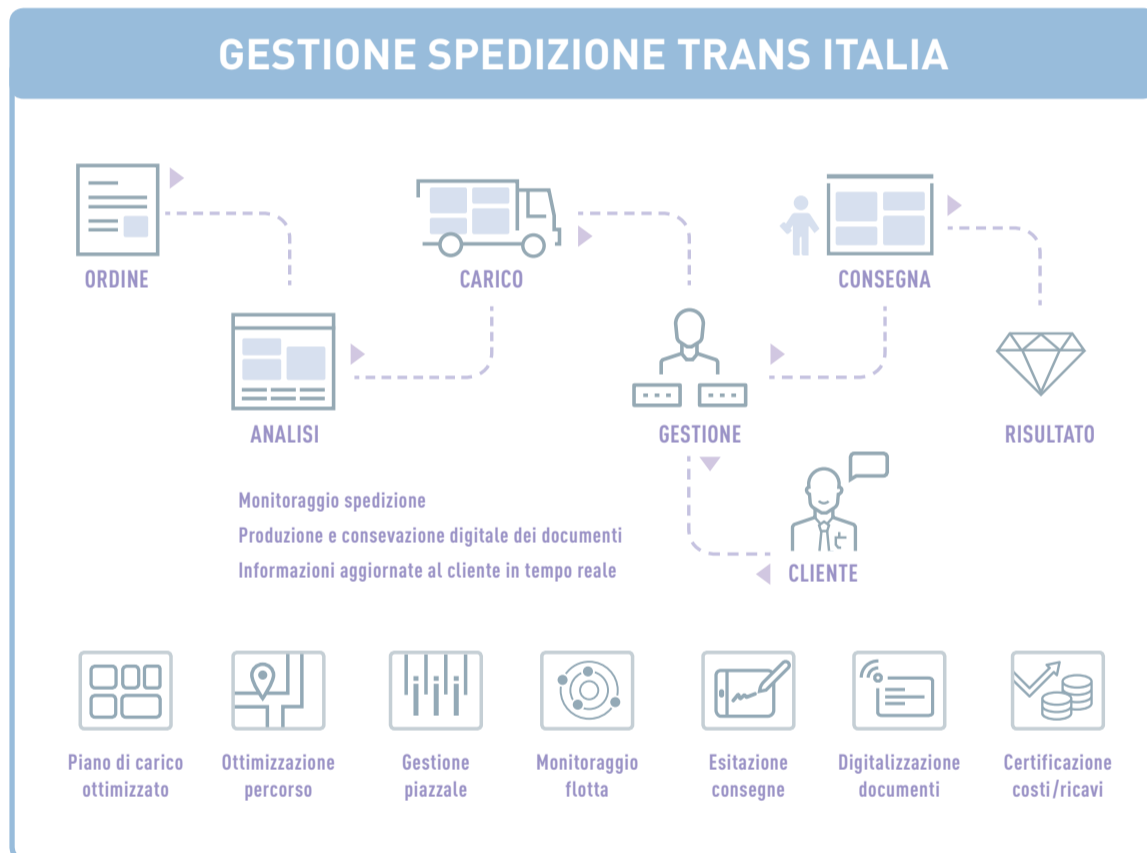 GESTIONE SPEDIZIONE TRANS ITALIA
ORDINE
CARICO
CONSEGNA
ANALISI
GESTIONE
RISULTATO
Monitoraggio spedizione
Produzione e consevazione digitale dei documenti
Informazioni aggiornate al cliente in tempo reale
CLIENTE
Piano di carico
ottimizzato
Ottimizzazione
percorso
Gestione
piazzale
Monitoraggio
flotta
Esitazione
consegne
Digitalizzazione
documenti
Certificazione
costi/ricavi